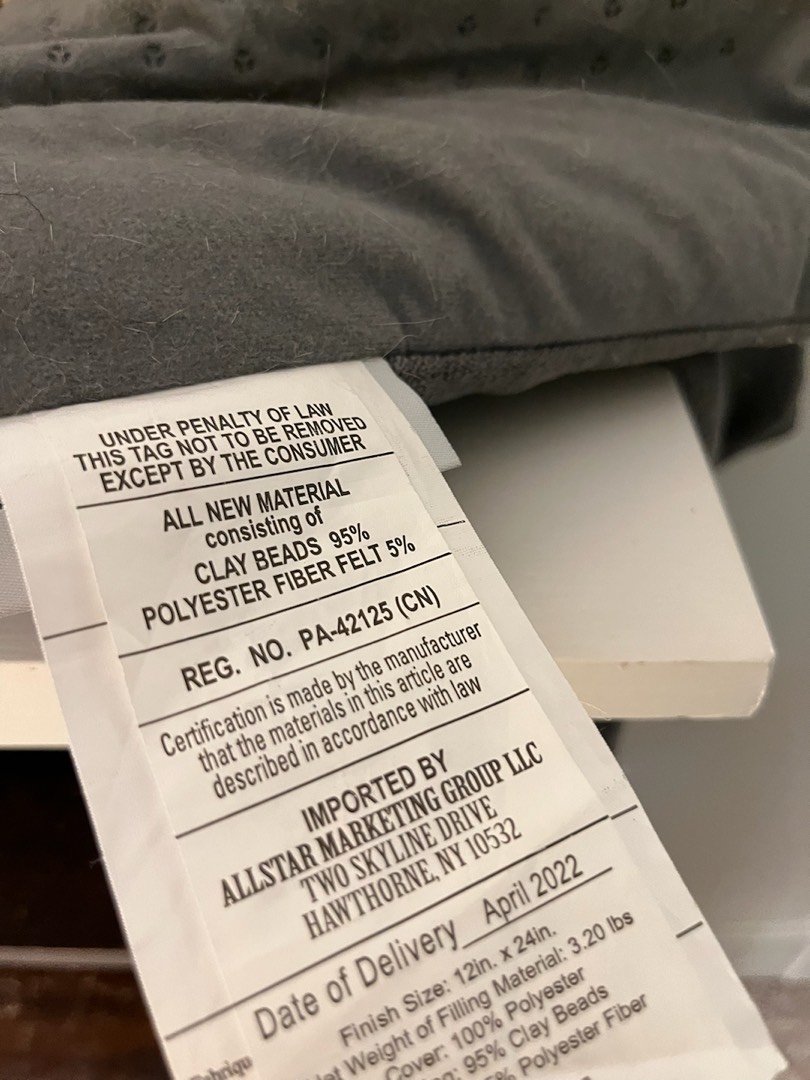 UNDER PENALTY OF LAW
THIS TAG NOT TO BE REMOVED
EXCEPT BY THE CONSUMER
ALL NEW MATERIAL
consisting of
CLAY BEADS 95%
POLYESTER FIBER FELT 5%
REG. NO. PA-42125 (CN)
Certification is made by the manufacturer
that the materials in this article are
described in accordance with law
IMPORTED BY
ALLSTAR MARKETING GROUP LLC
TWO SKYLINE DRIVE
HAWTHORNE, NY 10532
Date of Delivery April 2022
Finish Size: 12in. x 24in.
Weight of Filling Material: 3.20 lbs
Cover: 100% Polyester
95% Clay Beads
Polyester Fiber